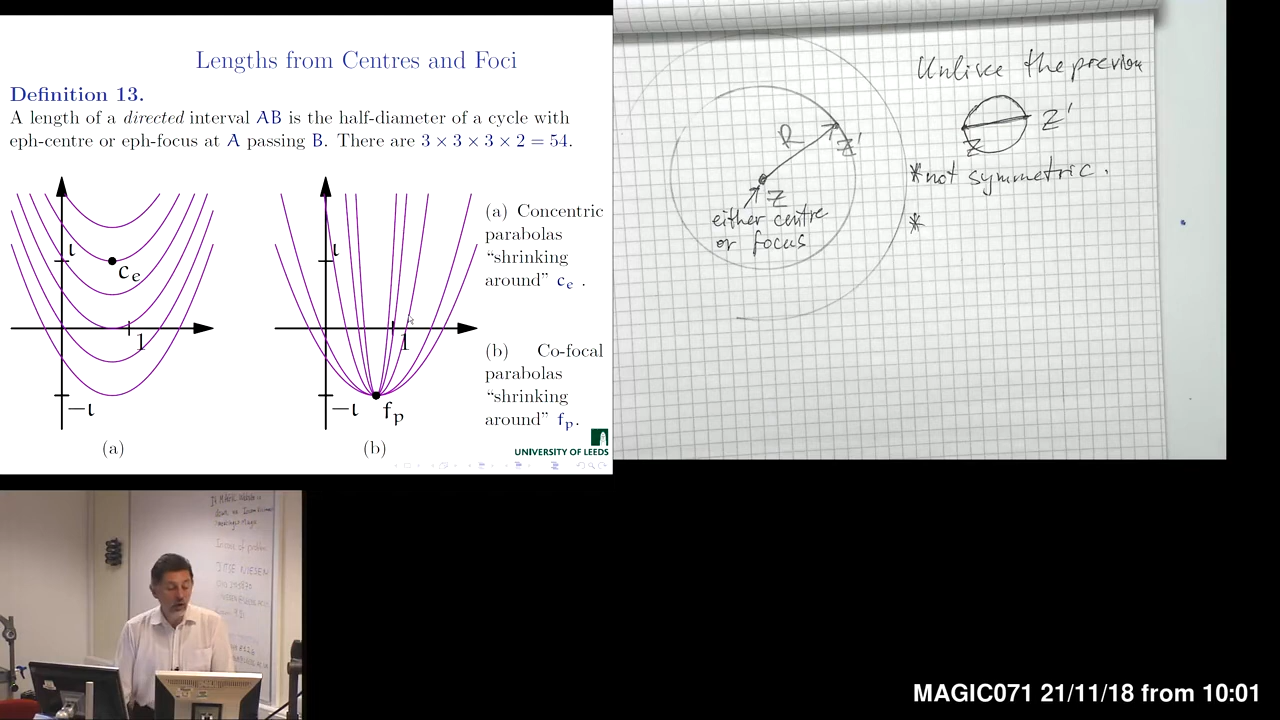 Lengths from Centres and Foci
Definition 13.
A length of a directed interval AB is the half-diameter of a cycle with
eph-centre or eph-focus at A passing B. There are 3 × 3 × 3 × 2 = 54.
ι
c_e
1
−ι
(a)
ι
1
−ι
f_p
(b)
(a) Concentric
parabolas
“shrinking
around” c_e .
(b) Co-focal
parabolas
“shrinking
around” f_p.
UNIVERSITY OF LEEDS
R
Z'
Z
either centre
or focus
Unlike the previou
Z'
Z
*not symmetric.
*
MAGIC071 21/11/18 from 10:01